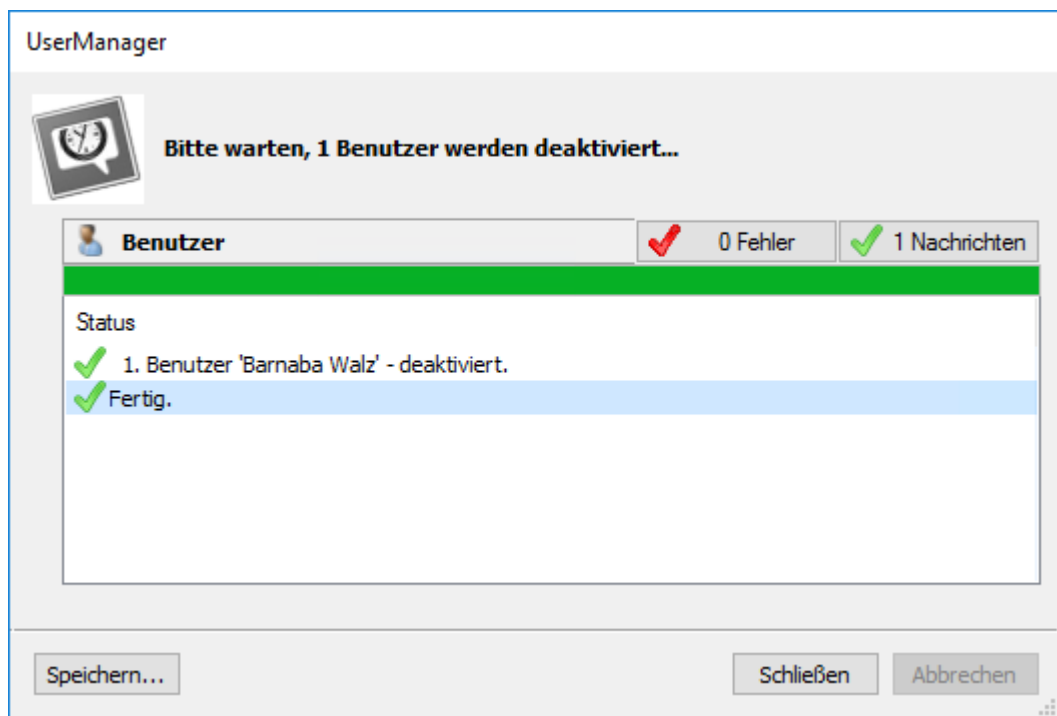 UserManager
Bitte warten, 1 Benutzer werden deaktiviert...
Benutzer
0 Fehler
1 Nachrichten
Status
1. Benutzer 'Barnaba Walz' - deaktiviert.
Fertig.
Speichern...
Schließen
Abbrechen